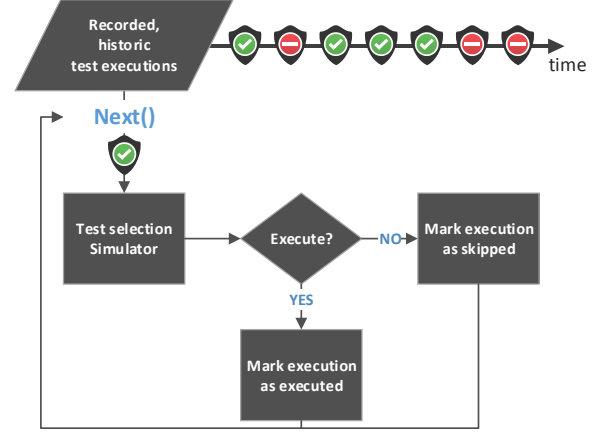 Recorded,
historic
test executions
time
Next()
Test selection
Simulator
Execute?
NO
Mark execution
as skipped
YES
Mark execution
as executed